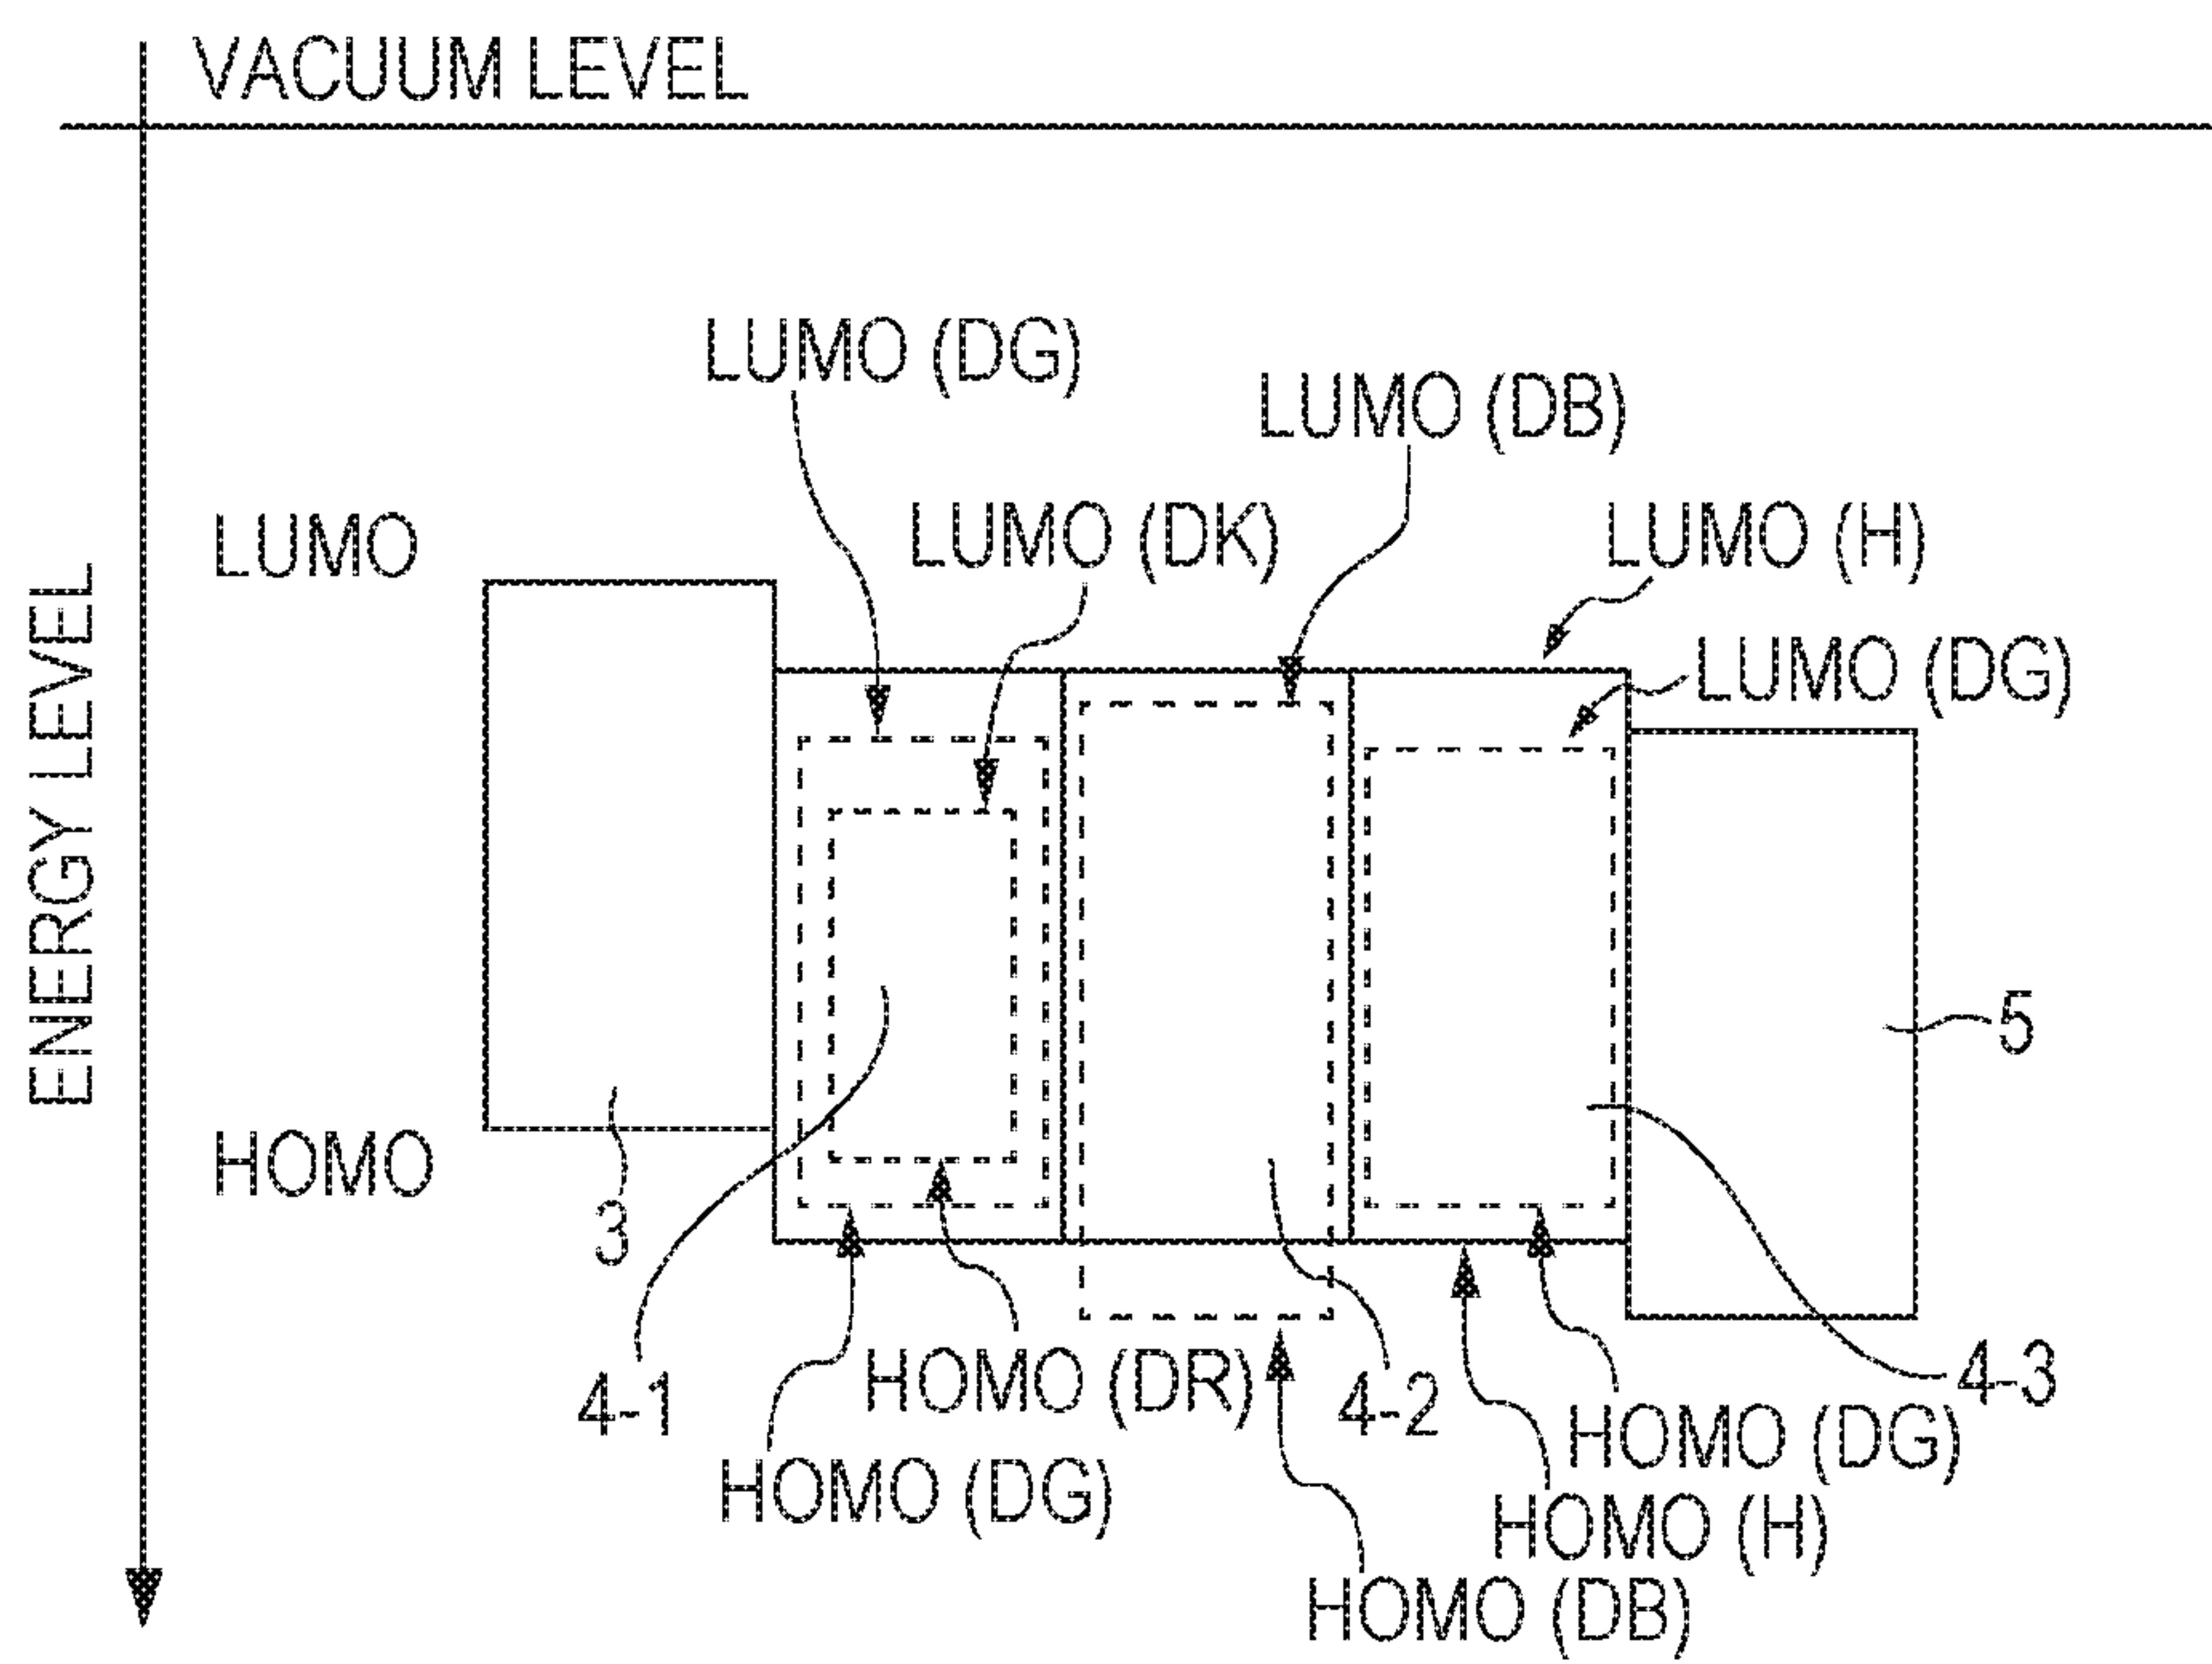 VACUUM LEVEL
ENERGY LEVEL
LUMO (DG)
LUMO (DB)
LUMO
LUMO (DK)
LUMO (H)
LUMO (DG)
5
HOMO
3
4-1
HOMO (DR)
4-2
4-3
HOMO (DG)
HOMO (DG)
HOMO (H)
HOMO (DB)